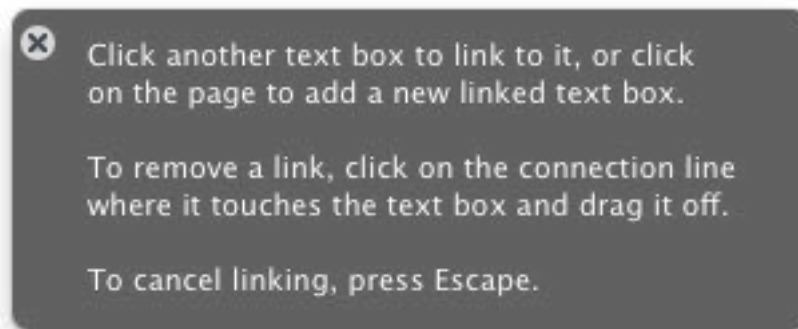 Click another text box to link to it, or click
on the page to add a new linked text box.
To remove a link, click on the connection line
where it touches the text box and drag it off.
To cancel linking, press Escape.